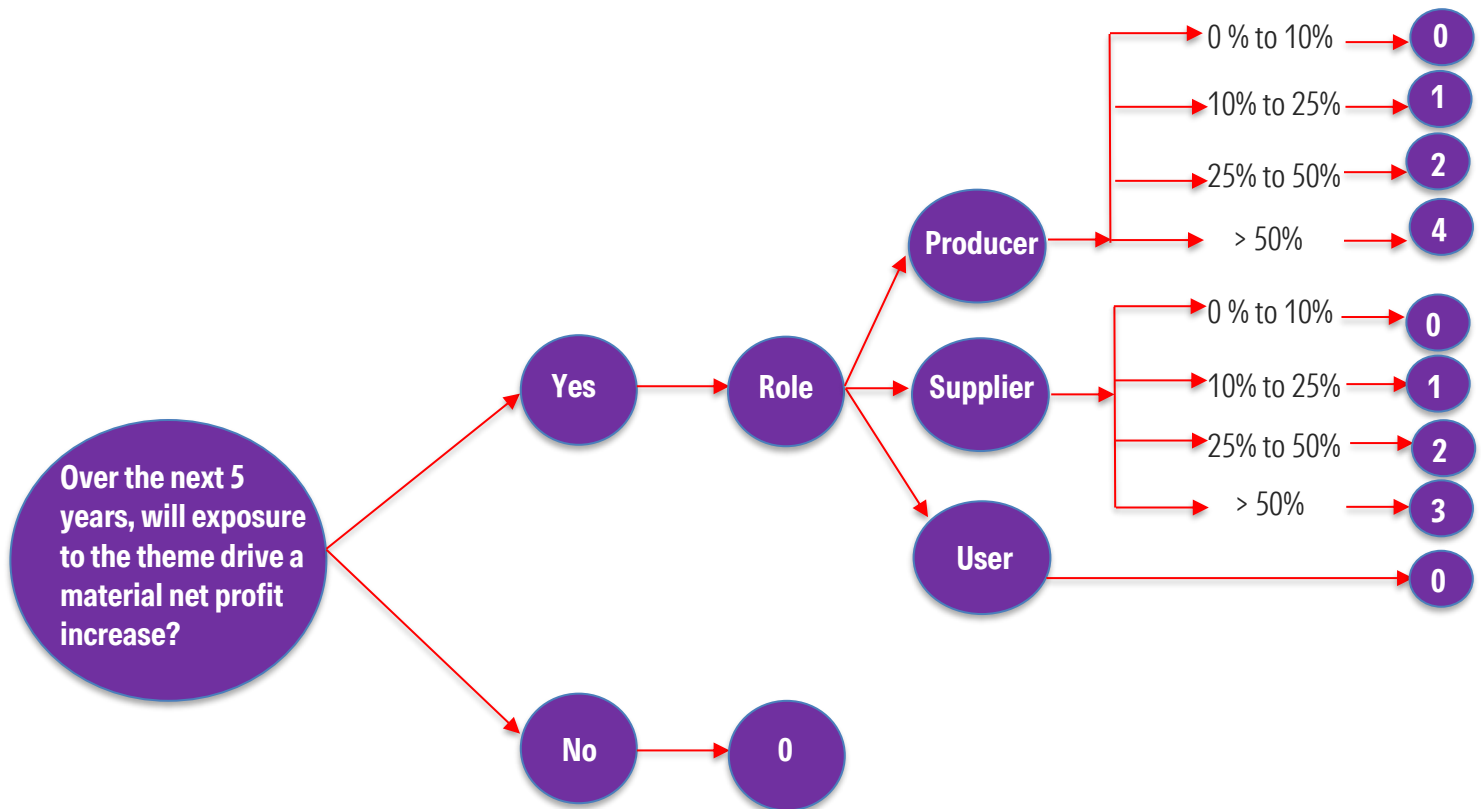 Over the next 5
years, will exposure
to the theme drive a
material net profit
increase?
Yes
Role
Producer
0 % to 10%
0
10% to 25%
1
25% to 50%
2
> 50%
4
Supplier
0 % to 10%
0
10% to 25%
1
25% to 50%
2
> 50%
3
User
0
No
0